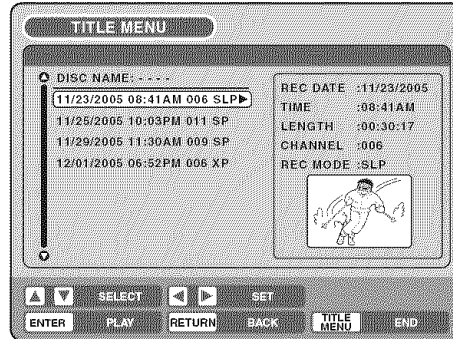 TITLE MENU
DISC NAME: - - - -
11/23/2005 08:41AM 006 SLP▶
11/25/2005 10:03PM 011 SP
11/29/2005 11:30AM 009 SP
12/01/2005 06:52PM 006 XP
REC DATE :11/23/2005
TIME :08:41AM
LENGTH :00:30:17
CHANNEL :006
REC MODE :SLP
SELECT SET
ENTER PLAY RETURN BACK TITLE MENU END